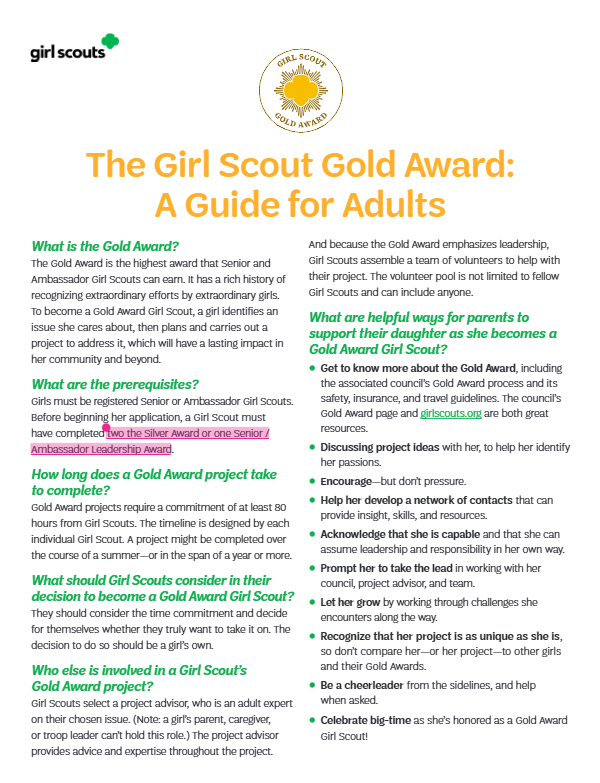 girl scouts
GIRL SCOUT
GOLD AWARD
The Girl Scout Gold Award:
A Guide for Adults
What is the Gold Award?
The Gold Award is the highest award that Senior and
Ambassador Girl Scouts can earn. It has a rich history of
recognizing extraordinary efforts by extraordinary girls.
To become a Gold Award Girl Scout, a girl identifies an
issue she cares about, then plans and carries out a
project to address it, which will have a lasting impact in
her community and beyond.
What are the prerequisites?
Girls must be registered Senior or Ambassador Girl Scouts.
Before beginning her application, a Girl Scout must
have completed two the Silver Award or one Senior /
Ambassador Leadership Award.
How long does a Gold Award project take
to complete?
Gold Award projects require a commitment of at least 80
hours from Girl Scouts. The timeline is designed by each
individual Girl Scout. A project might be completed over
the course of a summer—or in the span of a year or more.
What should Girl Scouts consider in their
decision to become a Gold Award Girl Scout?
They should consider the time commitment and decide
for themselves whether they truly want to take it on. The
decision to do so should be a girl's own.
Who else is involved in a Girl Scout's
Gold Award project?
Girl Scouts select a project advisor, who is an adult expert
on their chosen issue. (Note: a girl's parent, caregiver,
or troop leader can't hold this role.) The project advisor
provides advice and expertise throughout the project.
And because the Gold Award emphasizes leadership,
Girl Scouts assemble a team of volunteers to help with
their project. The volunteer pool is not limited to fellow
Girl Scouts and can include anyone.
What are helpful ways for parents to
support their daughter as she becomes a
Gold Award Girl Scout?
• Get to know more about the Gold Award, including
the associated council's Gold Award process and its
safety, insurance, and travel guidelines. The council's
Gold Award page and girlscouts.org are both great
resources.
• Discussing project ideas with her, to help her identify
her passions.
• Encourage—but don't pressure.
• Help her develop a network of contacts that can
provide insight, skills, and resources.
• Acknowledge that she is capable and that she can
assume leadership and responsibility in her own way.
• Prompt her to take the lead in working with her
council, project advisor, and team.
• Let her grow by working through challenges she
encounters along the way.
• Recognize that her project is as unique as she is,
so don't compare her—or her project—to other girls
and their Gold Awards.
• Be a cheerleader from the sidelines, and help
when asked.
• Celebrate big-time as she's honored as a Gold Award
Girl Scout!